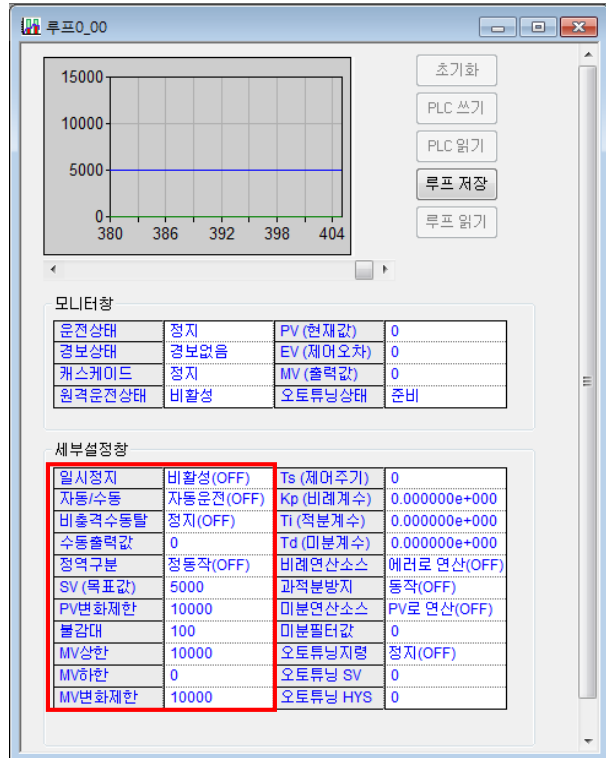 루프0_00
15000
10000
5000
0
380 386 392 398 404
초기화
PLC 쓰기
PLC 읽기
루프 저장
루프 읽기
모니터창
운전상태 정지 PV (현재값) 0
경보상태 경보없음 EV (제어오차) 0
캐스케이드 정지 MV (출력값) 0
원격운전상태 비활성 오토튜닝상태 준비
세부설정창
일시정지 비활성(OFF) Ts (제어주기) 0
자동/수동 자동운전(OFF) Kp (비례계수) 0.000000e+000
비충격수동탈 정지(OFF) Ti (적분계수) 0.000000e+000
수동출력값 0 Td (미분계수) 0.000000e+000
정역구분 정동작(OFF) 비례연산소스 에러로 연산(OFF)
SV (목표값) 5000 과적분방지 동작(OFF)
PV변화제한 10000 미분연산소스 PV로 연산(OFF)
불감대 100 미분필터값 0
MV상한 10000 오토튜닝지령 정지(OFF)
MV하한 0 오토튜닝 SV 0
MV변화제한 10000 오토튜닝 HYS 0